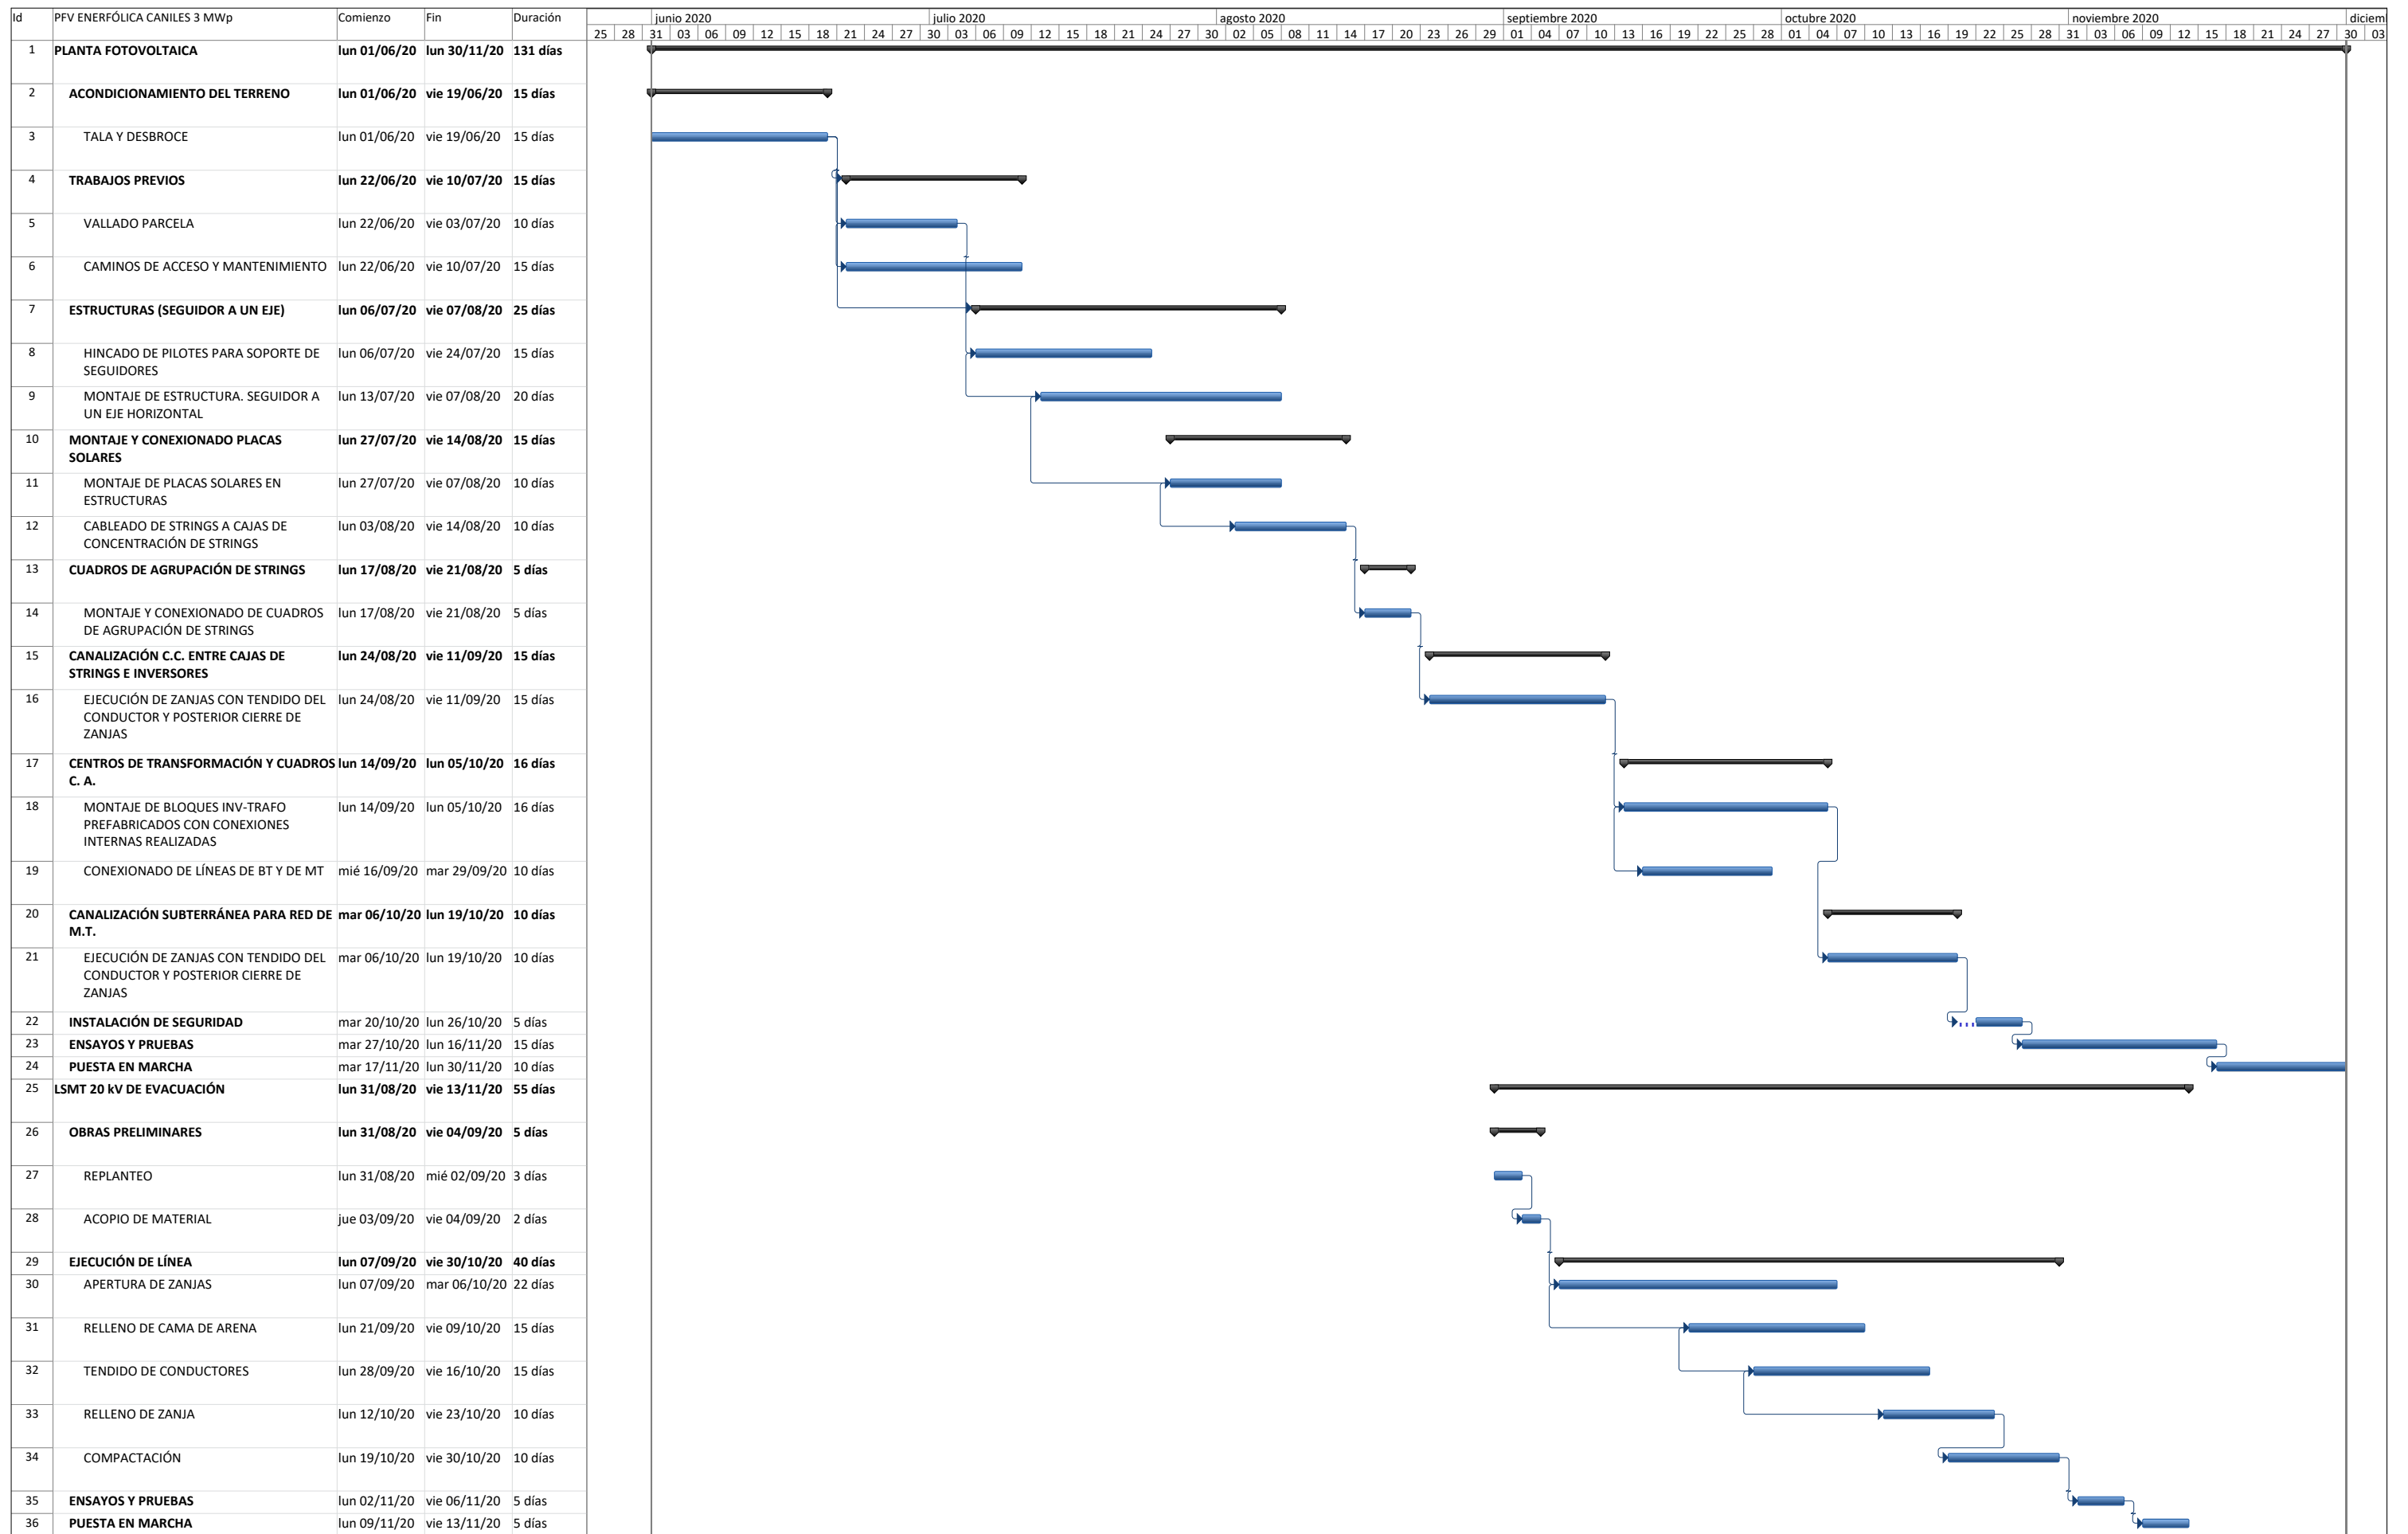 Id PFV ENERFÓLICA CANILES 3 MWp Comienzo Fin Duración junio 2020 julio 2020 agosto 2020 septiembre 2020 octubre 2020 noviembre 2020 diciem
25 28 31 03 06 09 12 15 18 21 24 27 30 03 06 09 12 15 18 21 24 27 30 02 05 08 11 14 17 20 23 26 29 01 04 07 10 13 16 19 22 25 28 01 04 07 10 13 16 19 22 25 28 31 03 06 09 12 15 18 21 24 27 30 03
1 PLANTA FOTOVOLTAICA lun 01/06/20 lun 30/11/20 131 días
2 ACONDICIONAMIENTO DEL TERRENO lun 01/06/20 vie 19/06/20 15 días
3 TALA Y DESBROCE lun 01/06/20 vie 19/06/20 15 días
4 TRABAJOS PREVIOS lun 22/06/20 vie 10/07/20 15 días
5 VALLADO PARCELA lun 22/06/20 vie 03/07/20 10 días
6 CAMINOS DE ACCESO Y MANTENIMIENTO lun 22/06/20 vie 10/07/20 15 días
7 ESTRUCTURAS (SEGUIDOR A UN EJE) lun 06/07/20 vie 07/08/20 25 días
8 HINCADO DE PILOTES PARA SOPORTE DE lun 06/07/20 vie 24/07/20 15 días
SEGUIDORES
9 MONTAJE DE ESTRUCTURA. SEGUIDOR A lun 13/07/20 vie 07/08/20 20 días
UN EJE HORIZONTAL
10 MONTAJE Y CONEXIONADO PLACAS lun 27/07/20 vie 14/08/20 15 días
SOLARES
11 MONTAJE DE PLACAS SOLARES EN lun 27/07/20 vie 07/08/20 10 días
ESTRUCTURAS
12 CABLEADO DE STRINGS A CAJAS DE lun 03/08/20 vie 14/08/20 10 días
CONCENTRACIÓN DE STRINGS
13 CUADROS DE AGRUPACIÓN DE STRINGS lun 17/08/20 vie 21/08/20 5 días
14 MONTAJE Y CONEXIONADO DE CUADROS lun 17/08/20 vie 21/08/20 5 días
DE AGRUPACIÓN DE STRINGS
15 CANALIZACIÓN C.C. ENTRE CAJAS DE lun 24/08/20 vie 11/09/20 15 días
STRINGS E INVERSORES
16 EJECUCIÓN DE ZANJAS CON TENDIDO DEL lun 24/08/20 vie 11/09/20 15 días
CONDUCTOR Y POSTERIOR CIERRE DE
ZANJAS
17 CENTROS DE TRANSFORMACIÓN Y CUADROS lun 14/09/20 lun 05/10/20 16 días
C. A.
18 MONTAJE DE BLOQUES INV-TRAFO lun 14/09/20 lun 05/10/20 16 días
PREFABRICADOS CON CONEXIONES
INTERNAS REALIZADAS
19 CONEXIONADO DE LÍNEAS DE BT Y DE MT mié 16/09/20 mar 29/09/20 10 días
20 CANALIZACIÓN SUBTERRÁNEA PARA RED DE mar 06/10/20 lun 19/10/20 10 días
M.T.
21 EJECUCIÓN DE ZANJAS CON TENDIDO DEL mar 06/10/20 lun 19/10/20 10 días
CONDUCTOR Y POSTERIOR CIERRE DE
ZANJAS
22 INSTALACIÓN DE SEGURIDAD mar 20/10/20 lun 26/10/20 5 días
23 ENSAYOS Y PRUEBAS mar 27/10/20 lun 16/11/20 15 días
24 PUESTA EN MARCHA mar 17/11/20 lun 30/11/20 10 días
25 LSMT 20 kV DE EVACUACIÓN lun 31/08/20 vie 13/11/20 55 días
26 OBRAS PRELIMINARES lun 31/08/20 vie 04/09/20 5 días
27 REPLANTEO lun 31/08/20 mié 02/09/20 3 días
28 ACOPIO DE MATERIAL jue 03/09/20 vie 04/09/20 2 días
29 EJECUCIÓN DE LÍNEA lun 07/09/20 vie 30/10/20 40 días
30 APERTURA DE ZANJAS lun 07/09/20 mar 06/10/20 22 días
31 RELLENO DE CAMA DE ARENA lun 21/09/20 vie 09/10/20 15 días
32 TENDIDO DE CONDUCTORES lun 28/09/20 vie 16/10/20 15 días
33 RELLENO DE ZANJA lun 12/10/20 vie 23/10/20 10 días
34 COMPACTACIÓN lun 19/10/20 vie 30/10/20 10 días
35 ENSAYOS Y PRUEBAS lun 02/11/20 vie 06/11/20 5 días
36 PUESTA EN MARCHA lun 09/11/20 vie 13/11/20 5 días